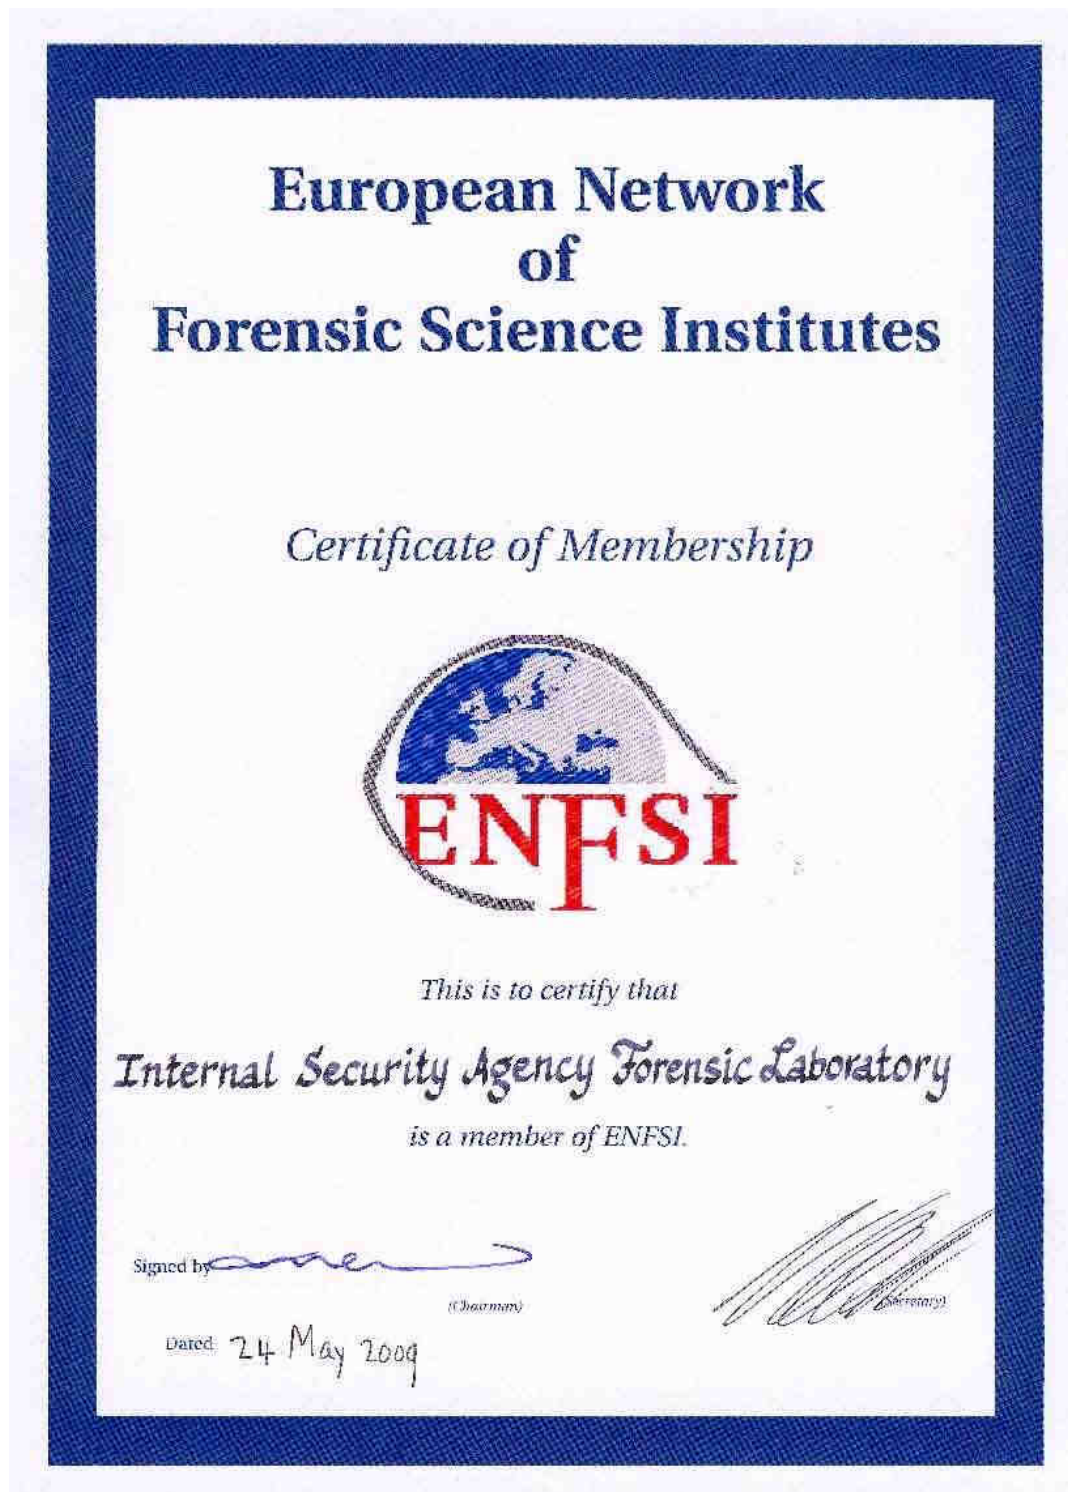 European Network
of
Forensic Science Institutes
Certificate of Membership
ENFSI
This is to certify that
Internal Security Agency Forensic Laboratory
is a member of ENFSI.
Signed by
(Chairman)
(Secretary)
Dated 24 May 2009